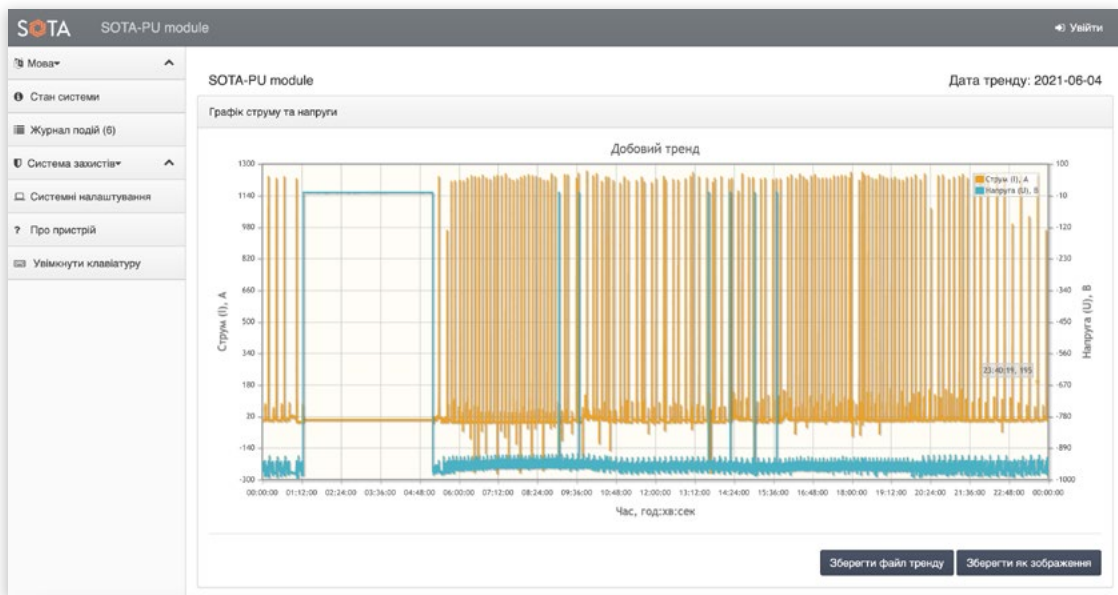 SOTA SOTA-PU module Увійти
Мова
Стан системи
Журнал подій (6)
Система захистів
Системні налаштування
? Про пристрій
Увімкнути клавіатуру
SOTA-PU module Дата тренду: 2021-06-04
Графік струму та напруги
Добовий тренд
Струм (I), А
Напруга (U), В
1300
1140
980
820
660
500
340
180
20
-140
-300
Струм (I), А
100
-10
-120
-230
-340
-450
-560
-670
-780
-890
-1000
Напруга (U), В
23:40:19, 195
00:00:00 01:12:00 02:24:00 03:36:00 04:48:00 06:00:00 07:12:00 08:24:00 09:36:00 10:48:00 12:00:00 13:12:00 14:24:00 15:36:00 16:48:00 18:00:00 19:12:00 20:24:00 21:36:00 22:48:00 00:00:00
Час, год:хв:сек
Зберегти файл тренду Зберегти як зображення